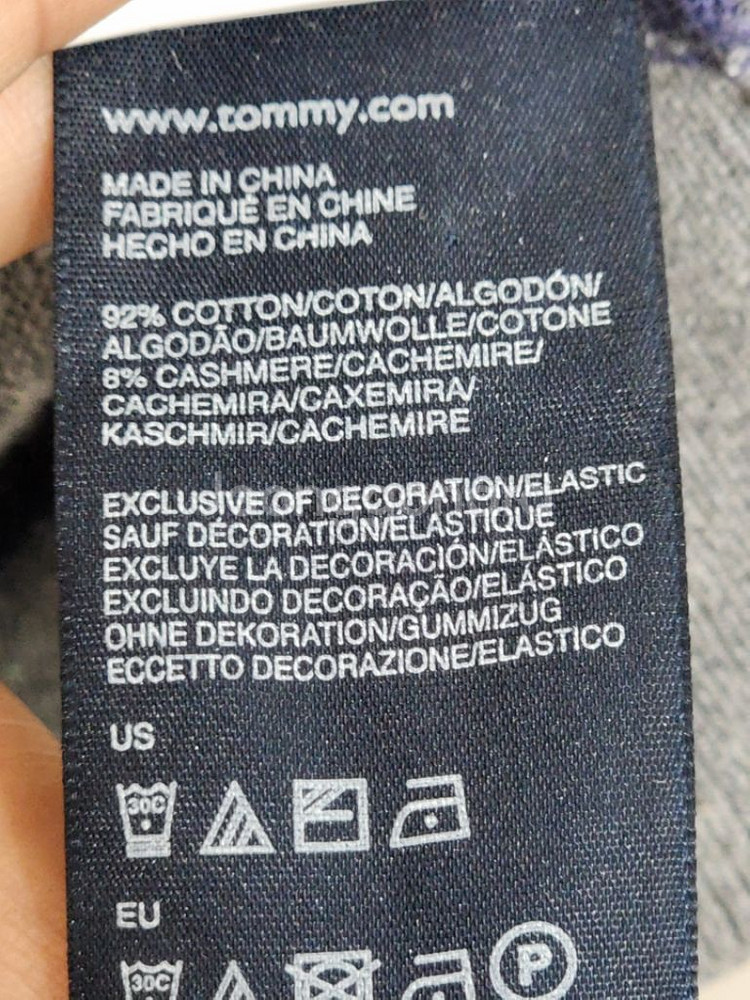 www.tommy.com
MADE IN CHINA
FABRIQUÉ EN CHINE
HECHO EN CHINA
92% COTTON/COTON/ALGODÓN/
ALGODÃO/BAUMWOLLE/COTONE
8% CASHMERE/CACHEMIRE/
CACHEMIRA/CAXEMIRA/
KASCHMIR/CACHEMIRE
EXCLUSIVE OF DECORATION/ELASTIC
SAUF DÉCORATION/ÉLASTIQUE
EXCLUYE LA DECORACIÓN/ELÁSTICO
EXCLUINDO DECORAÇÃO/ELÁSTICO
OHNE DEKORATION/GUMMIZUG
ECCETTO DECORAZIONE/ELASTICO
US
30C
EU
30C P